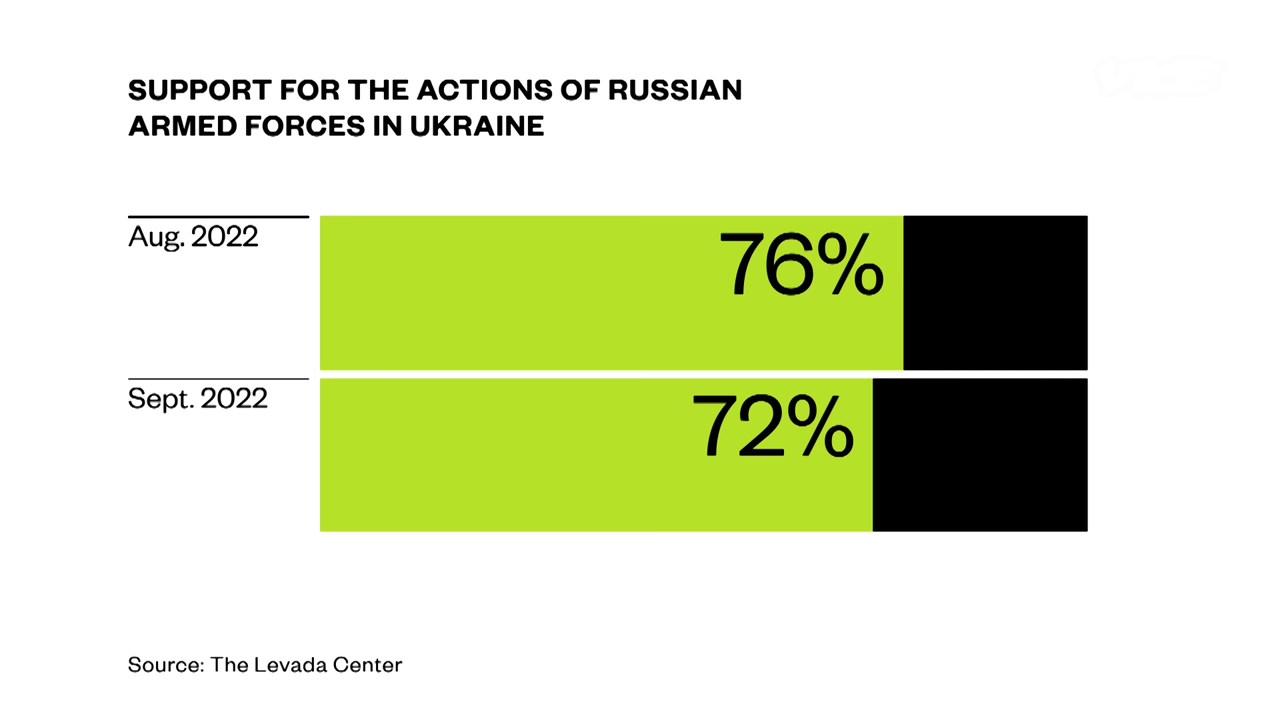 SUPPORT FOR THE ACTIONS OF RUSSIAN
ARMED FORCES IN UKRAINE
VICE
Aug. 2022
76%
Sept. 2022
72%
Source: The Levada Center